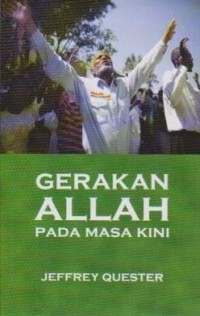 GERAKAN
ALLAH
PADA MASA KINI
JEFFREY QUESTER